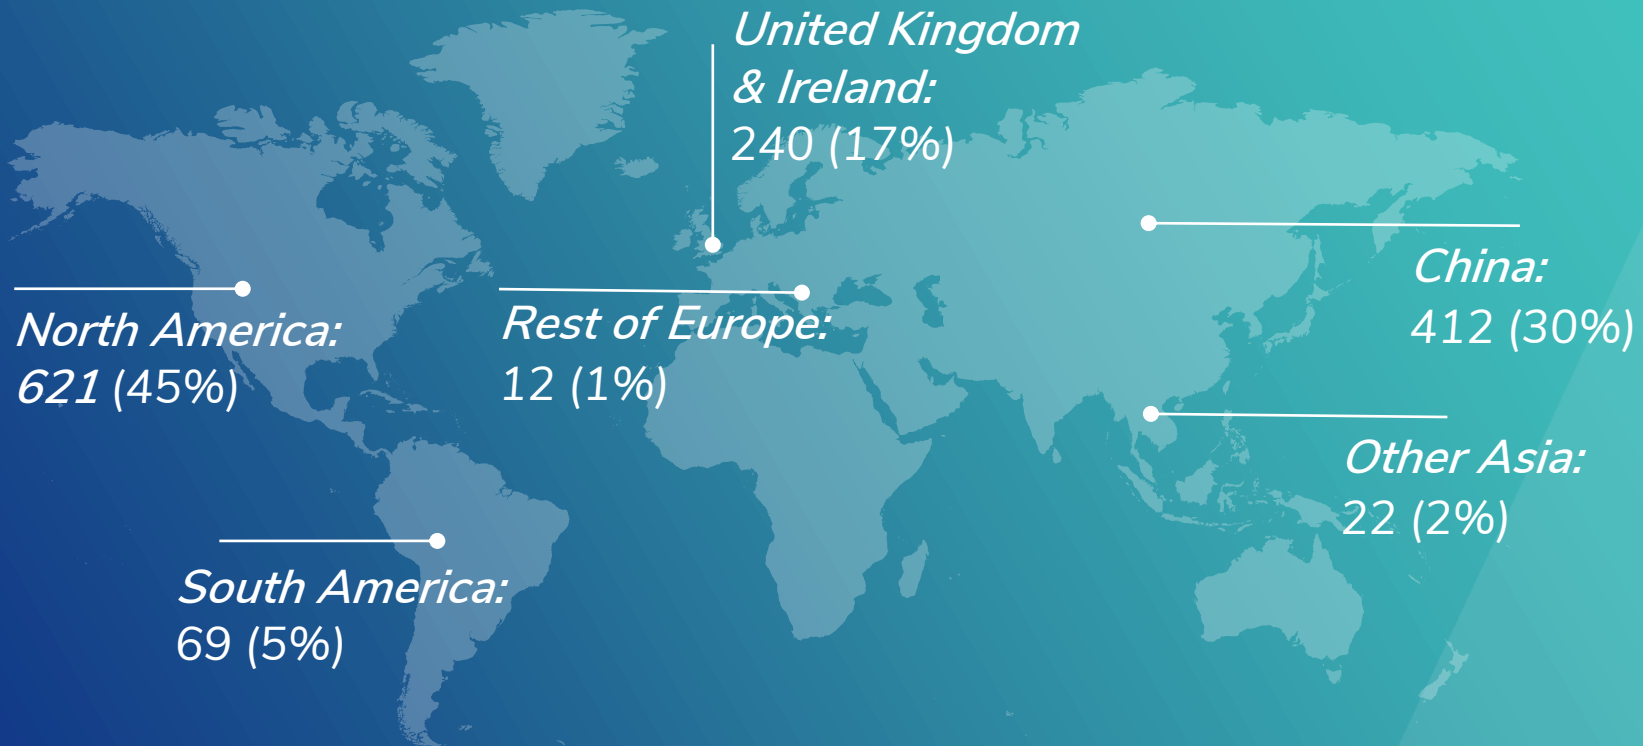 United Kingdom
& Ireland:
240 (17%)
China:
412 (30%)
North America:
621 (45%)
Rest of Europe:
12 (1%)
Other Asia:
22 (2%)
South America:
69 (5%)